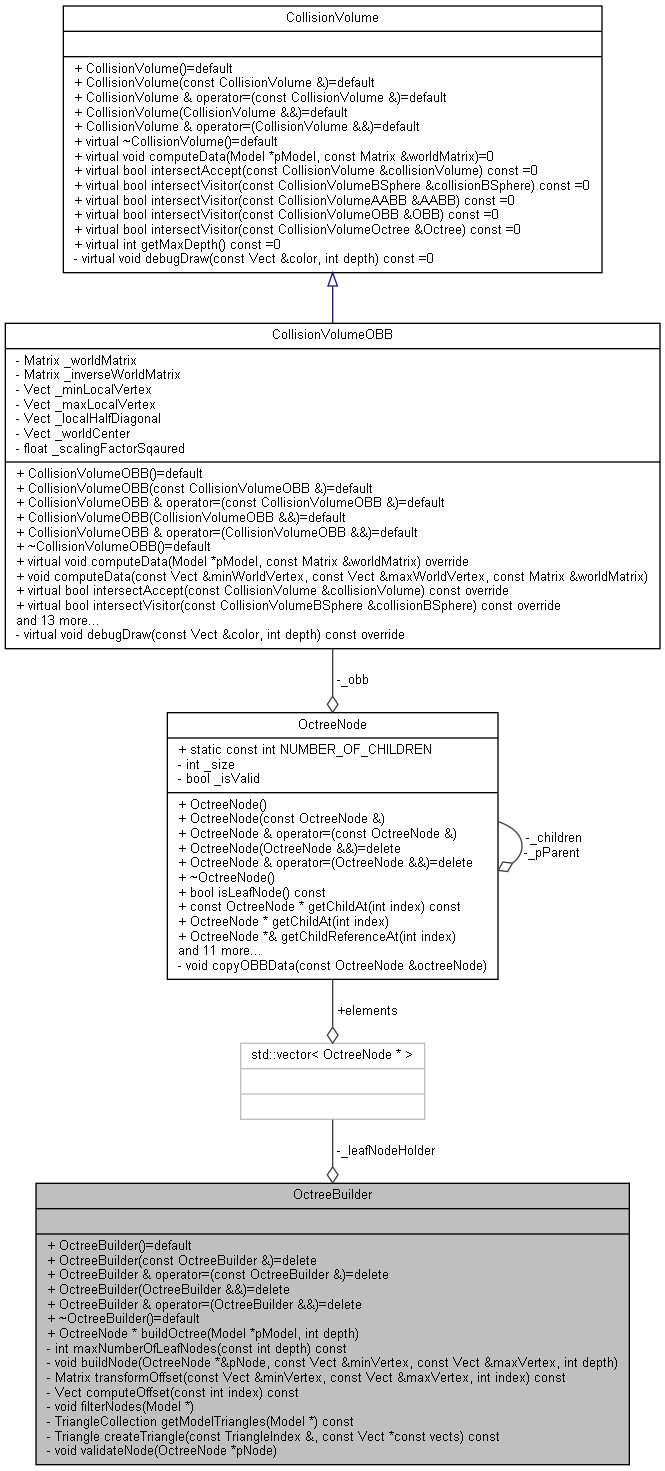 CollisionVolume
+ CollisionVolume()=default
+ CollisionVolume(const CollisionVolume &)=default
+ CollisionVolume & operator=(const CollisionVolume &)=default
+ CollisionVolume(CollisionVolume &&)=default
+ CollisionVolume & operator=(CollisionVolume &&)=default
+ virtual ~CollisionVolume()=default
+ virtual void computeData(Model *pModel, const Matrix &worldMatrix)=0
+ virtual bool intersectAccept(const CollisionVolume &collisionVolume) const =0
+ virtual bool intersectVisitor(const CollisionVolumeBSphere &collisionBSphere) const =0
+ virtual bool intersectVisitor(const CollisionVolumeAABB &AABB) const =0
+ virtual bool intersectVisitor(const CollisionVolumeOBB &OBB) const =0
+ virtual bool intersectVisitor(const CollisionVolumeOctree &Octree) const =0
+ virtual int getMaxDepth() const =0
- virtual void debugDraw(const Vect &color, int depth) const =0
CollisionVolumeOBB
- Matrix _worldMatrix
- Matrix _inverseWorldMatrix
- Vect _minLocalVertex
- Vect _maxLocalVertex
- Vect _localHalfDiagonal
- Vect _worldCenter
- float _scalingFactorSqaured
+ CollisionVolumeOBB()=default
+ CollisionVolumeOBB(const CollisionVolumeOBB &)=default
+ CollisionVolumeOBB & operator=(const CollisionVolumeOBB &)=default
+ CollisionVolumeOBB(CollisionVolumeOBB &&)=default
+ CollisionVolumeOBB & operator=(CollisionVolumeOBB &&)=default
+ ~CollisionVolumeOBB()=default
+ virtual void computeData(Model *pModel, const Matrix &worldMatrix) override
+ void computeData(const Vect &minWorldVertex, const Vect &maxWorldVertex, const Matrix &worldMatrix)
+ virtual bool intersectAccept(const CollisionVolume &collisionVolume) const override
+ virtual bool intersectVisitor(const CollisionVolumeBSphere &collisionBSphere) const override
and 13 more...
- virtual void debugDraw(const Vect &color, int depth) const override
-_obb
OctreeNode
+ static const int NUMBER_OF_CHILDREN
- int _size
- bool _isValid
+ OctreeNode()
+ OctreeNode(const OctreeNode &)
+ OctreeNode & operator=(const OctreeNode &)
+ OctreeNode(OctreeNode &&)=delete
+ OctreeNode & operator=(OctreeNode &&)=delete
+ ~OctreeNode()
+ bool isLeafNode() const
+ const OctreeNode * getChildAt(int index) const
+ OctreeNode * getChildAt(int index)
+ OctreeNode *& getChildReferenceAt(int index)
and 11 more...
- void copyOBBData(const OctreeNode &octreeNode)
-_children
-_pParent
+elements
std::vector< OctreeNode * >
-_leafNodeHolder
OctreeBuilder
+ OctreeBuilder()=default
+ OctreeBuilder(const OctreeBuilder &)=delete
+ OctreeBuilder & operator=(const OctreeBuilder &)=delete
+ OctreeBuilder(OctreeBuilder &&)=delete
+ OctreeBuilder & operator=(OctreeBuilder &&)=delete
+ ~OctreeBuilder()=default
+ OctreeNode * buildOctree(Model *pModel, int depth)
- int maxNumberOfLeafNodes(const int depth) const
- void buildNode(OctreeNode *&pNode, const Vect &minVertex, const Vect &maxVertex, int depth)
- Matrix transformOffset(const Vect &minVertex, const Vect &maxVertex, int index) const
- Vect computeOffset(const int index) const
- void filterNodes(Model *)
- TriangleCollection getModelTriangles(Model *) const
- Triangle createTriangle(const TriangleIndex &, const Vect *const vects) const
- void validateNode(OctreeNode *pNode)